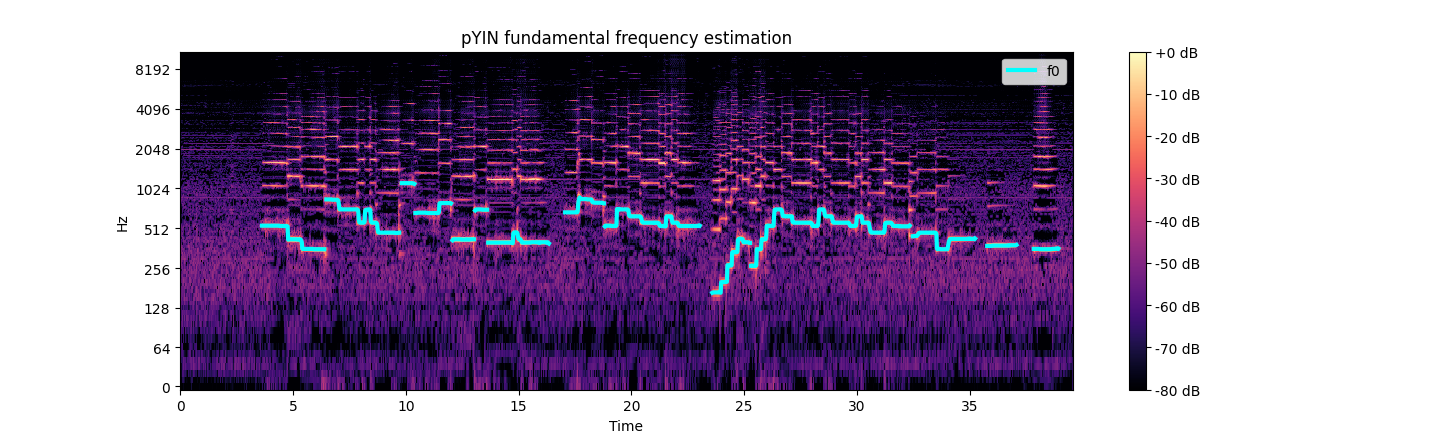 pYIN fundamental frequency estimation
f0
Hz
8192
4096
2048
1024
512
256
128
64
0
0 5 10 15 20 25 30 35
Time
+0 dB
-10 dB
-20 dB
-30 dB
-40 dB
-50 dB
-60 dB
-70 dB
-80 dB